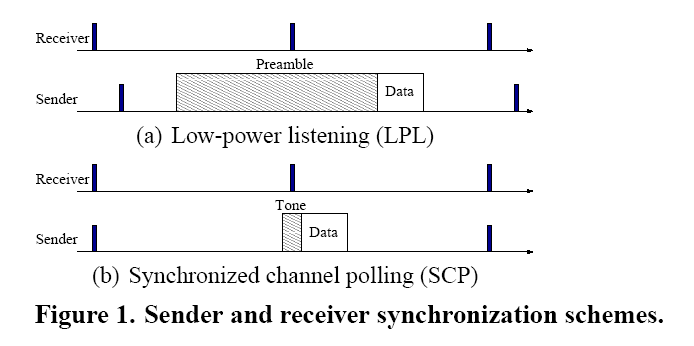 Receiver
Preamble
Sender
Data
(a) Low-power listening (LPL)
Receiver
Tone
Sender
Data
(b) Synchronized channel polling (SCP)
Figure 1. Sender and receiver synchronization schemes.